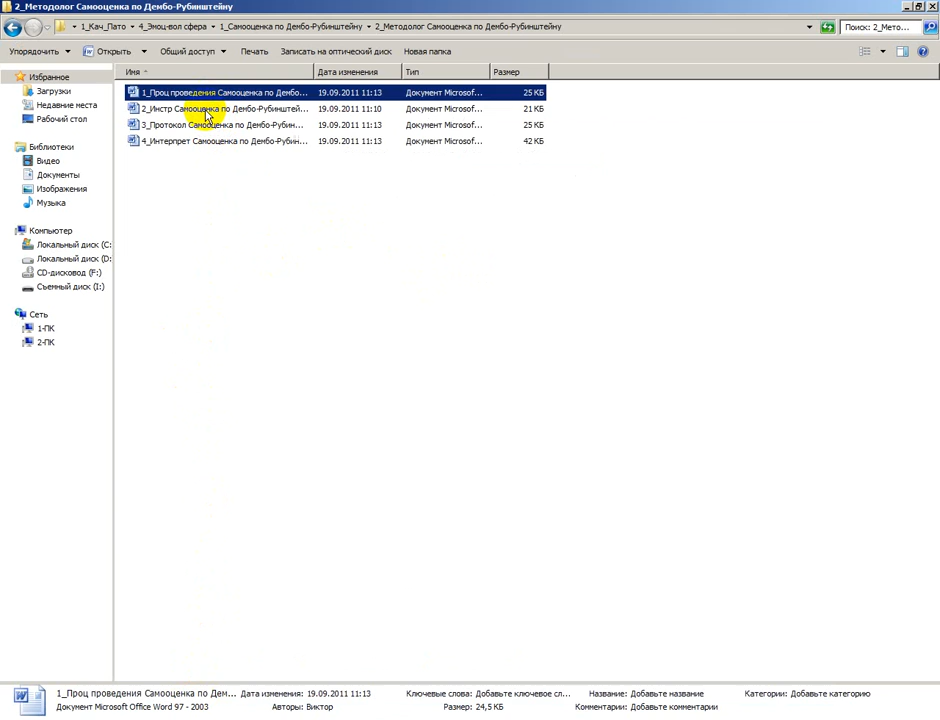 2_Методолог Самооценка по Дембо-Рубинштейну
1_Кач_Пато 4_Эмоц-вол сфера 1_Самооценка по Дембо-Рубинштейну 2_Методолог Самооценка по Дембо-Рубинштейну
Поиск: 2_Мето...
Упорядочить Открыть Общий доступ Печать Записать на оптический диск Новая папка
Имя Дата изменения Тип Размер
1_Проц проведения Самооценка по Дембо... 19.09.2011 11:13 Документ Microsof... 25 КБ
2_Инстр Самооценка по Дембо-Рубинштей... 19.09.2011 11:10 Документ Microsof... 21 КБ
3_Протокол Самооценка по Дембо-Рубин... 19.09.2011 11:13 Документ Microsof... 25 КБ
4_Интерпрет Самооценка по Дембо-Рубин... 19.09.2011 11:13 Документ Microsof... 42 КБ
Избранное
Загрузки
Недавние места
Рабочий стол
Библиотеки
Видео
Документы
Изображения
Музыка
Компьютер
Локальный диск (C:
Локальный диск (D:
CD-дисковод (F:)
Съемный диск (I:)
Сеть
1-ПК
2-ПК
1_Проц проведения Самооценка по Дем... Дата изменения: 19.09.2011 11:13 Ключевые слова: Добавьте ключевое сл... Название: Добавьте название Категории: Добавьте категорию
Документ Microsoft Office Word 97 - 2003 Авторы: Виктор Размер: 24,5 КБ Комментарии: Добавьте комментарии